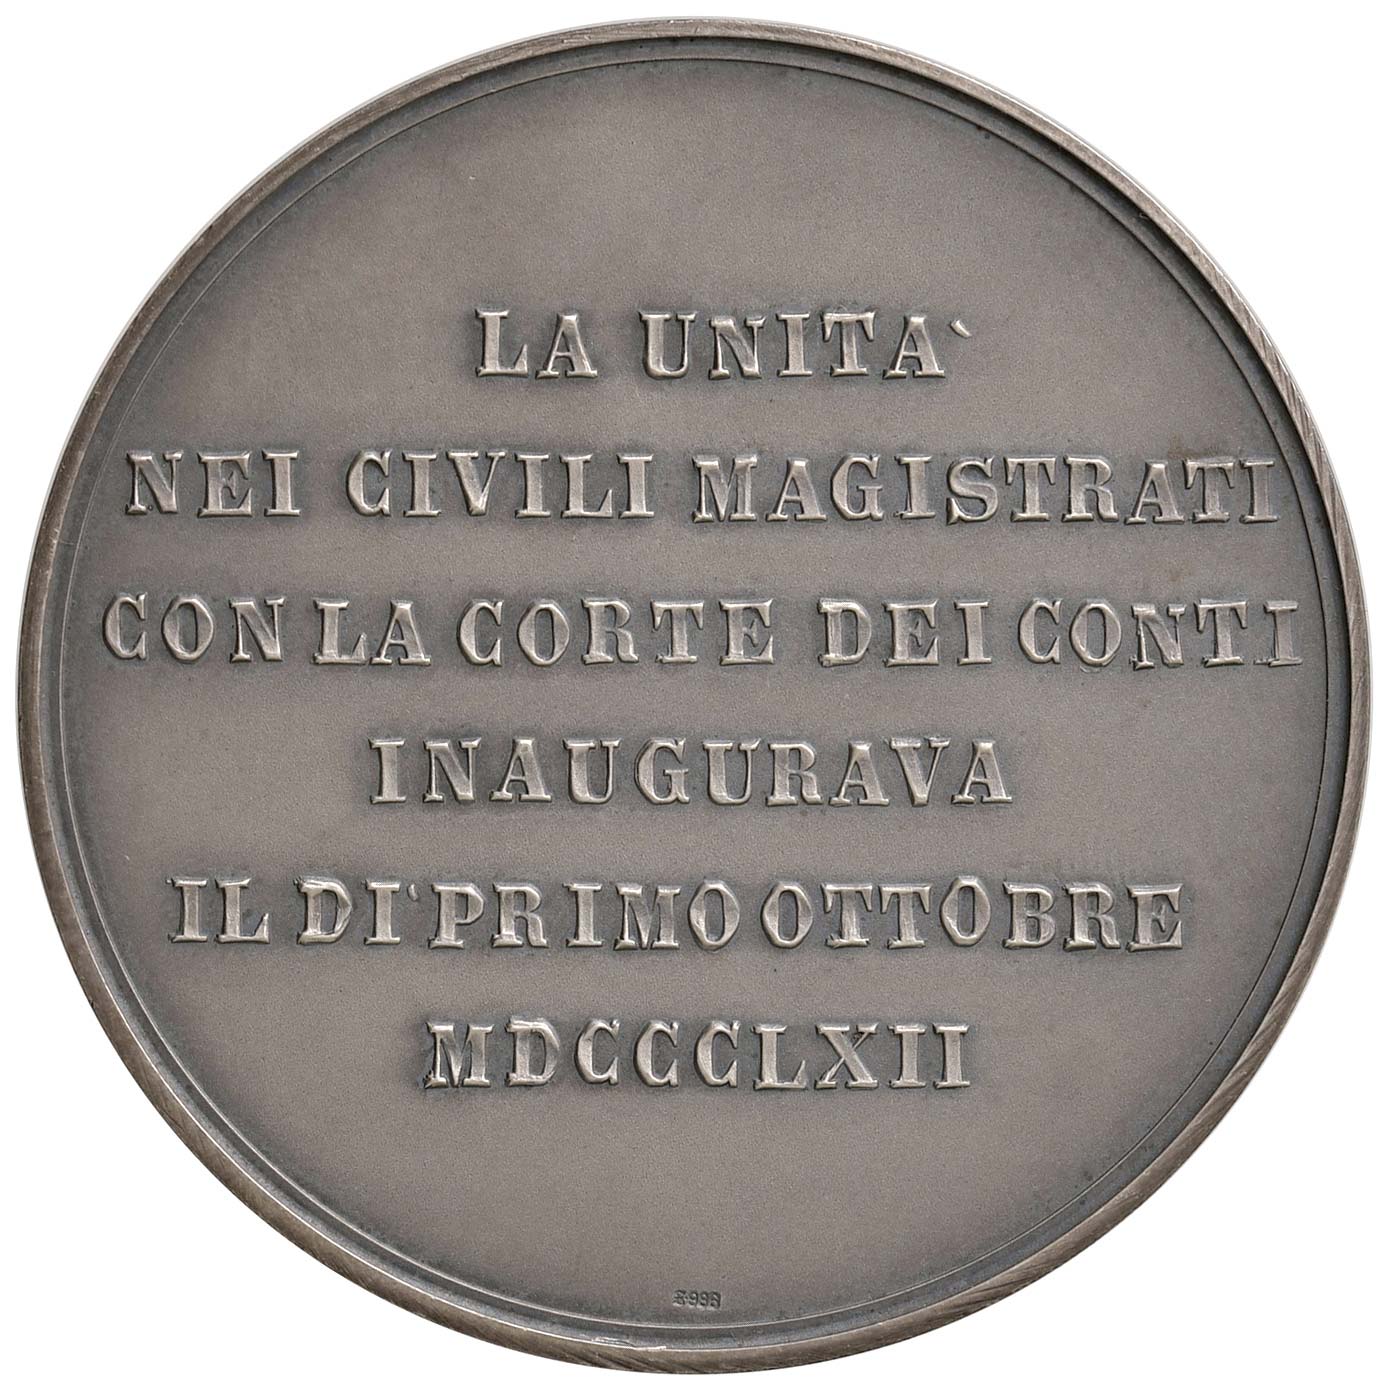 LA UNITA`
NEI CIVILI MAGISTRATI
CON LA CORTE DEI CONTI
INAUGURAVA
IL DI` PRIMO OTTOBRE
MDCCCLXII